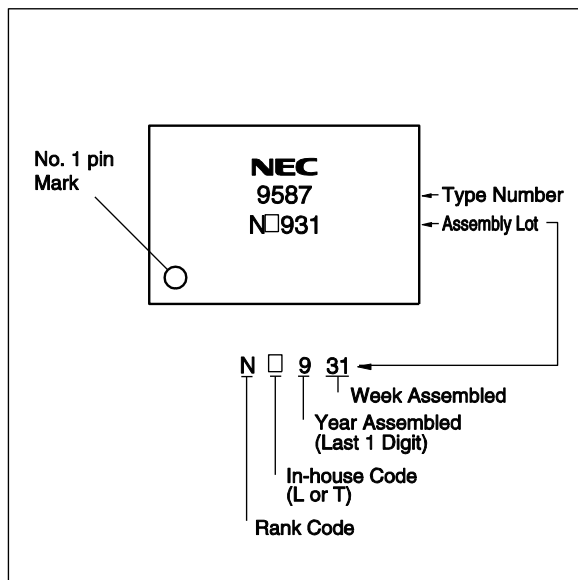 No. 1 pin
Mark
NEC
9587
N□931
Type Number
Assembly Lot
N □ 9 31
Week Assembled
Year Assembled
(Last 1 Digit)
In-house Code
(L or T)
Rank Code